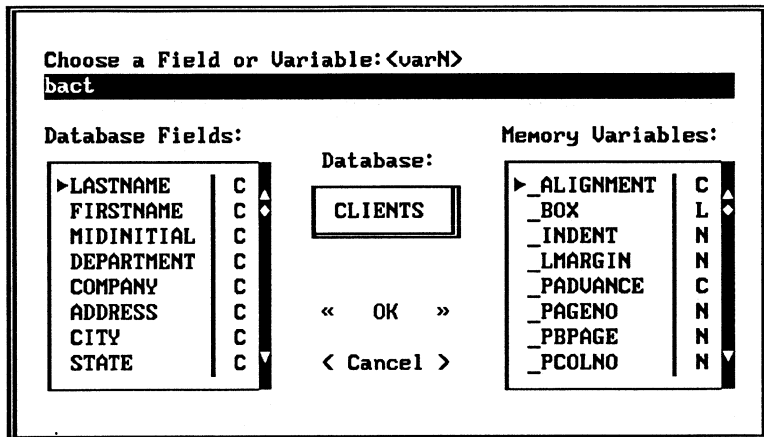 Choose a Field or Variable:<varN>
bact
Database Fields:
►LASTNAME C
FIRSTNAME C
MIDINITIAL C
DEPARTMENT C
COMPANY C
ADDRESS C
CITY C
STATE C
Database:
CLIENTS
« OK »
< Cancel >
Memory Variables:
►_ALIGNMENT C
_BOX L
_INDENT N
_LMARGIN N
_PADVANCE C
_PAGENO N
_PBPAGE N
_PCOLNO N